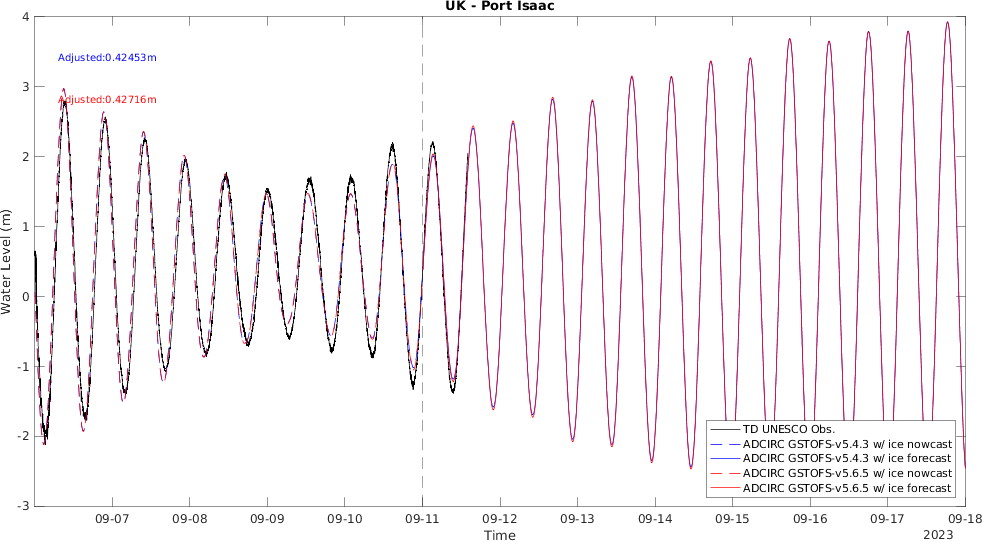 UK - Port Isaac
4
Adjusted:0.42453m
3
Adjusted:0.42716m
2
1
0
-1
-2
-3
Water Level (m)
TD UNESCO Obs.
ADCIRC GSTOFS-v5.4.3 w/ ice nowcast
ADCIRC GSTOFS-v5.4.3 w/ ice forecast
ADCIRC GSTOFS-v5.6.5 w/ ice nowcast
ADCIRC GSTOFS-v5.6.5 w/ ice forecast
09-07 09-08 09-09 09-10 09-11 09-12 09-13 09-14 09-15 09-16 09-17 09-18
Time
2023